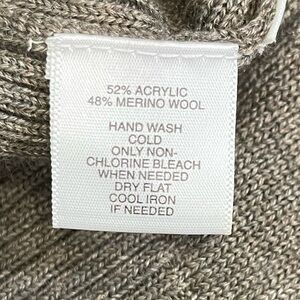 52% ACRYLIC
48% MERINO WOOL
HAND WASH
COLD
ONLY NON-
CHLORINE BLEACH
WHEN NEEDED
DRY FLAT
COOL IRON
IF NEEDED